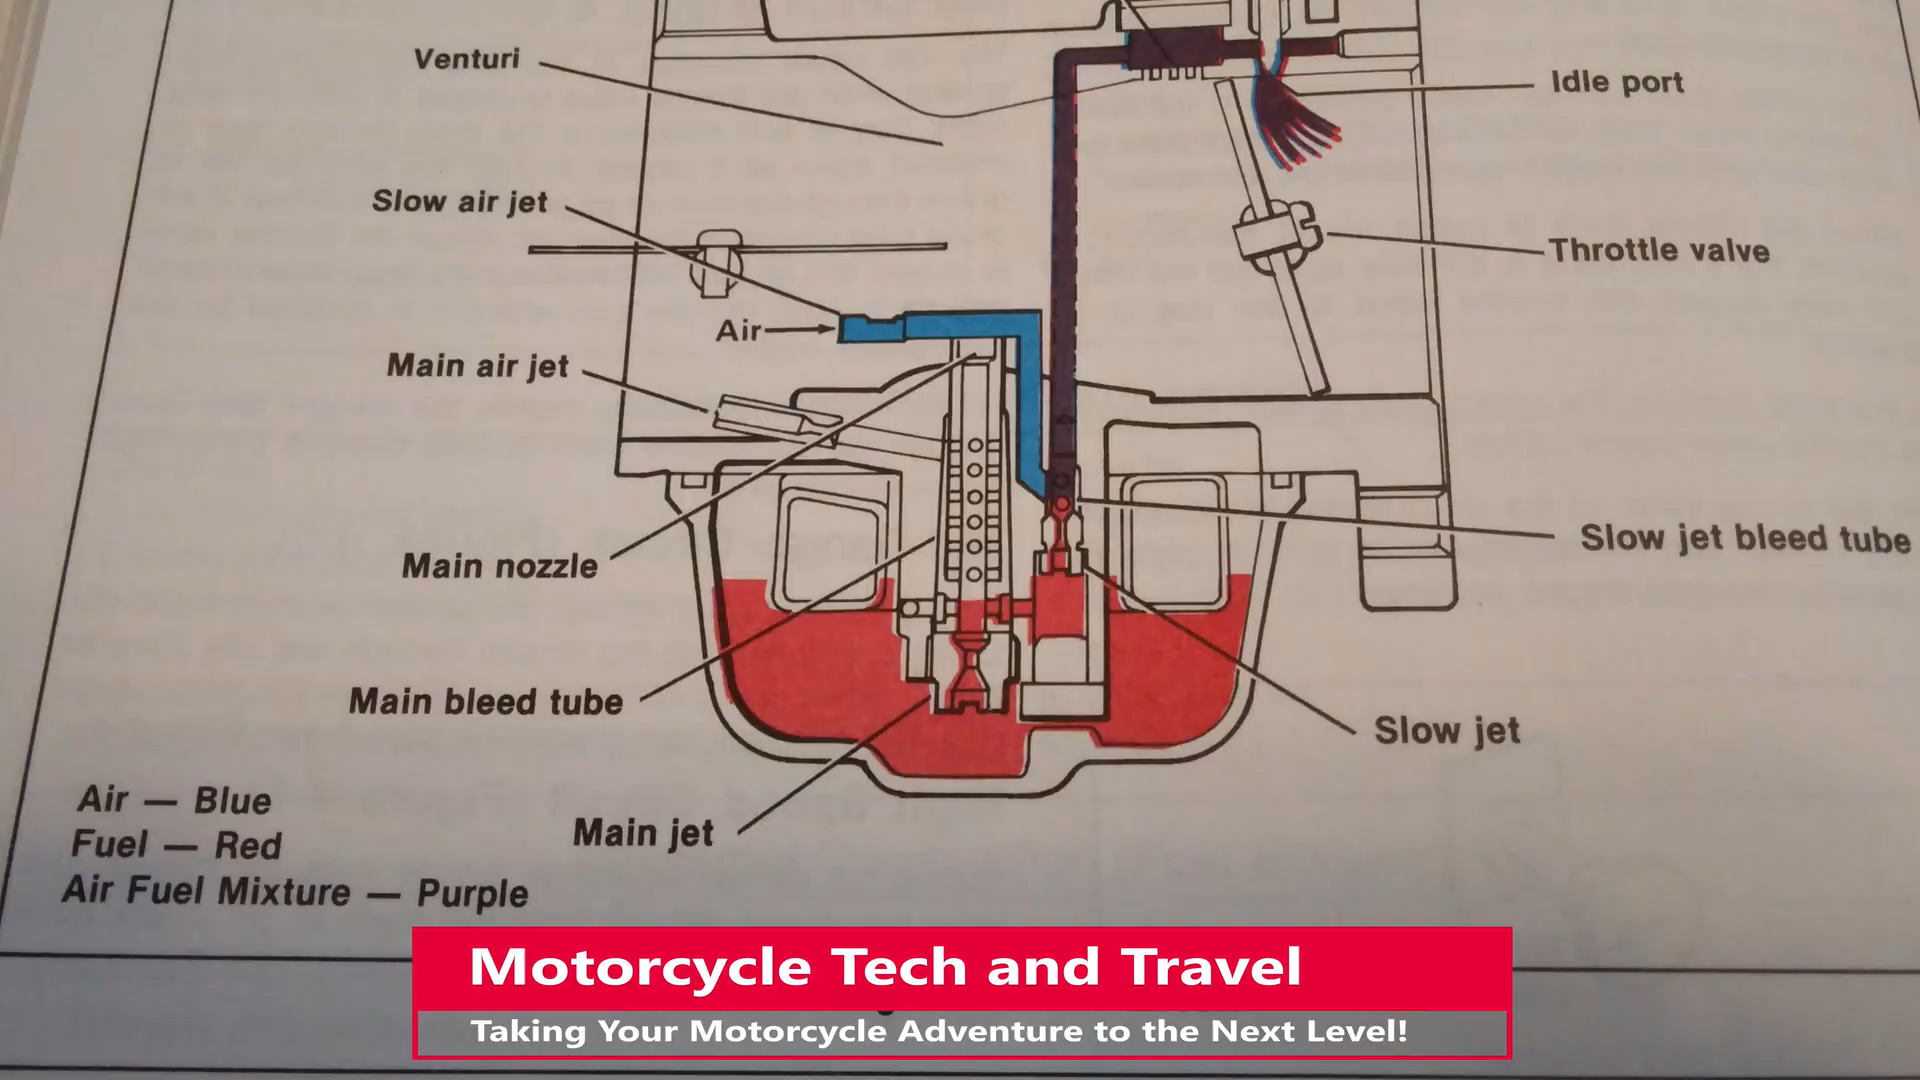 Venturi
Idle port
Slow air jet
Throttle valve
Air
Main air jet
Main nozzle
Slow jet bleed tube
Main bleed tube
Slow jet
Main jet
Air — Blue
Fuel — Red
Air Fuel Mixture — Purple
Motorcycle Tech and Travel
Taking Your Motorcycle Adventure to the Next Level!